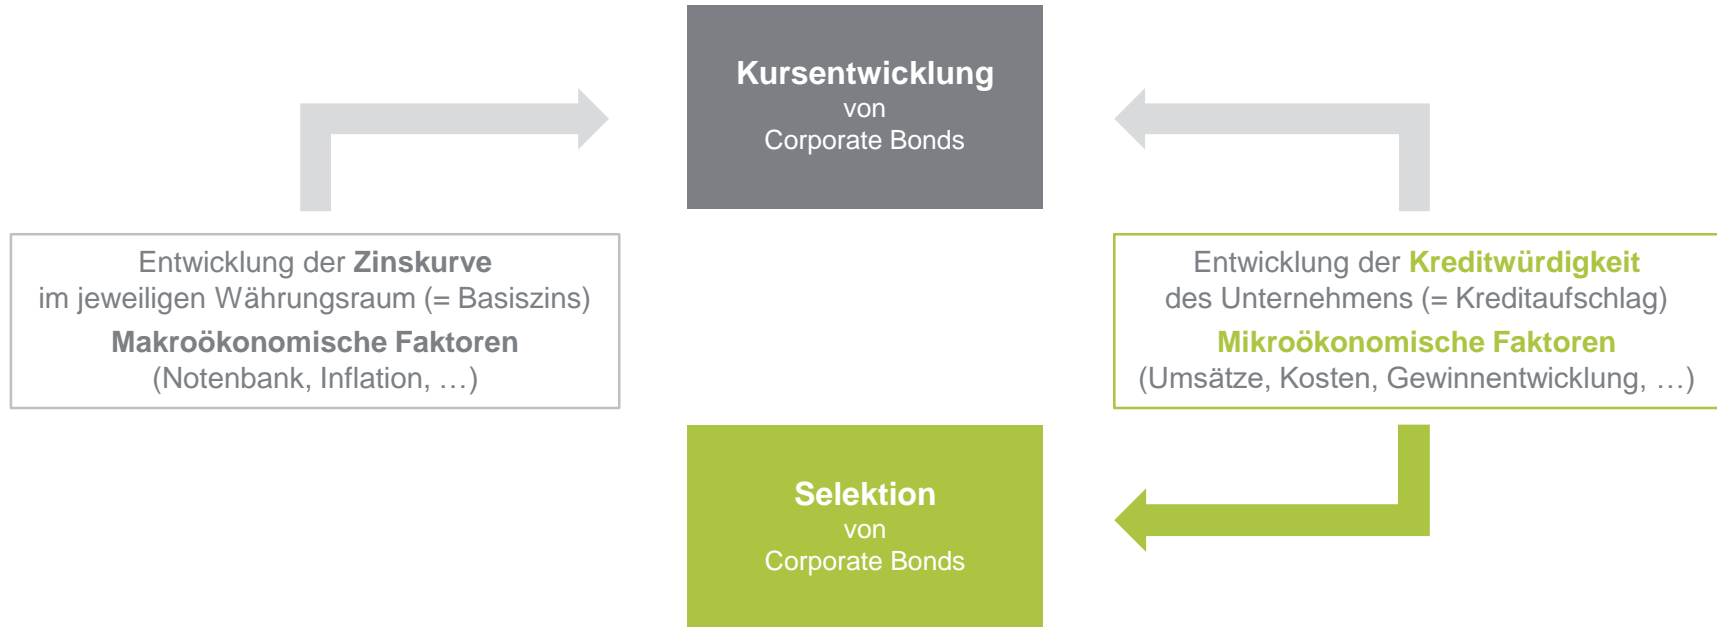 Kursentwicklung
von
Corporate Bonds
Entwicklung der Zinskurve
im jeweiligen Währungsraum (= Basiszins)
Makroökonomische Faktoren
(Notenbank, Inflation, …)
Entwicklung der Kreditwürdigkeit
des Unternehmens (= Kreditaufschlag)
Mikroökonomische Faktoren
(Umsätze, Kosten, Gewinnentwicklung, …)
Selektion
von
Corporate Bonds